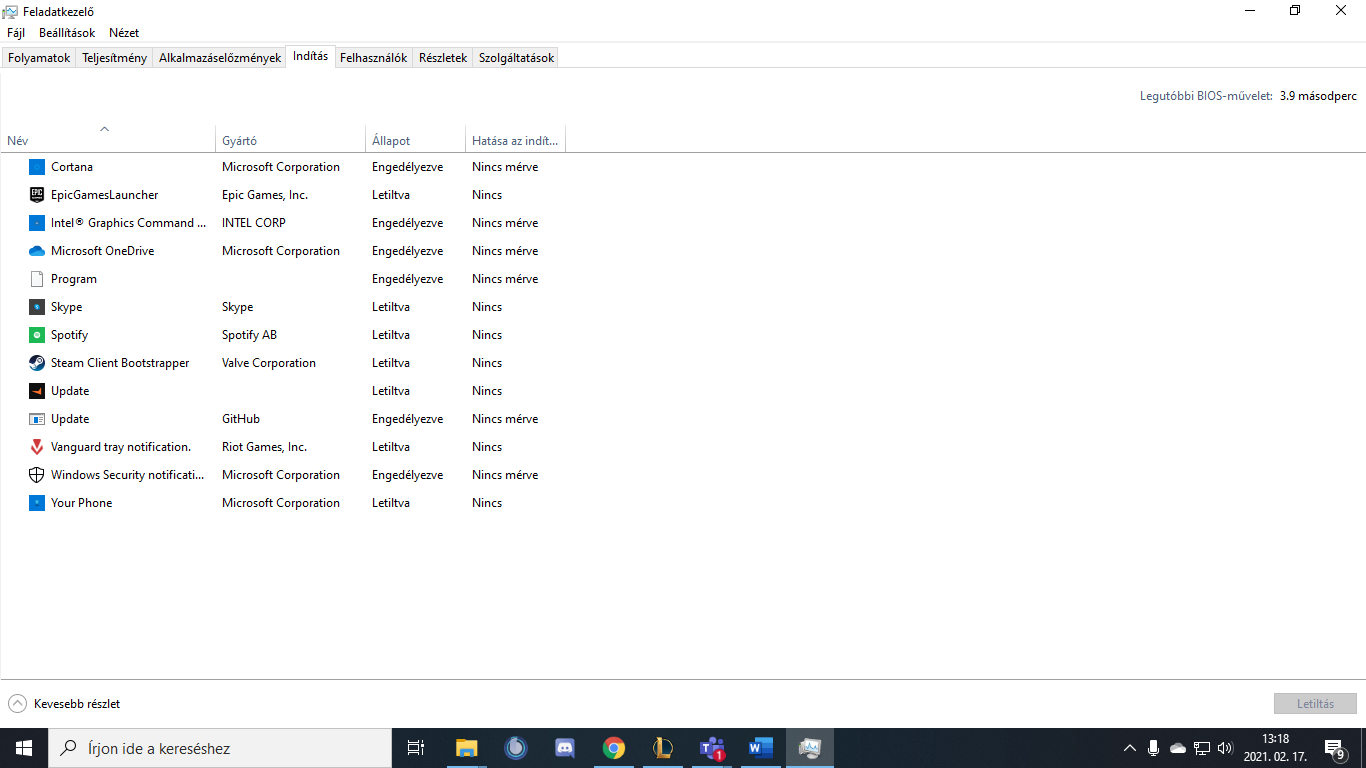 Feladatkezelő
Fájl Beállítások Nézet
Folyamatok Teljesítmény Alkalmazáselőzmények Indítás Felhasználók Részletek Szolgáltatások
Legutóbbi BIOS-művelet: 3.9 másodperc
Név Gyártó Állapot Hatása az indít...
Cortana Microsoft Corporation Engedélyezve Nincs mérve
EPIC EpicGamesLauncher Epic Games, Inc. Letiltva Nincs
Intel® Graphics Command ... INTEL CORP Engedélyezve Nincs mérve
Microsoft OneDrive Microsoft Corporation Engedélyezve Nincs mérve
Program Engedélyezve Nincs mérve
Skype Skype Letiltva Nincs
Spotify Spotify AB Letiltva Nincs
Steam Client Bootstrapper Valve Corporation Letiltva Nincs
Update Letiltva Nincs
Update GitHub Engedélyezve Nincs mérve
Vanguard tray notification. Riot Games, Inc. Letiltva Nincs
Windows Security notificati... Microsoft Corporation Engedélyezve Nincs mérve
Your Phone Microsoft Corporation Letiltva Nincs
Kevesebb részlet Letiltás
Írjon ide a kereséshez
1
13:18
2021. 02. 17.
9